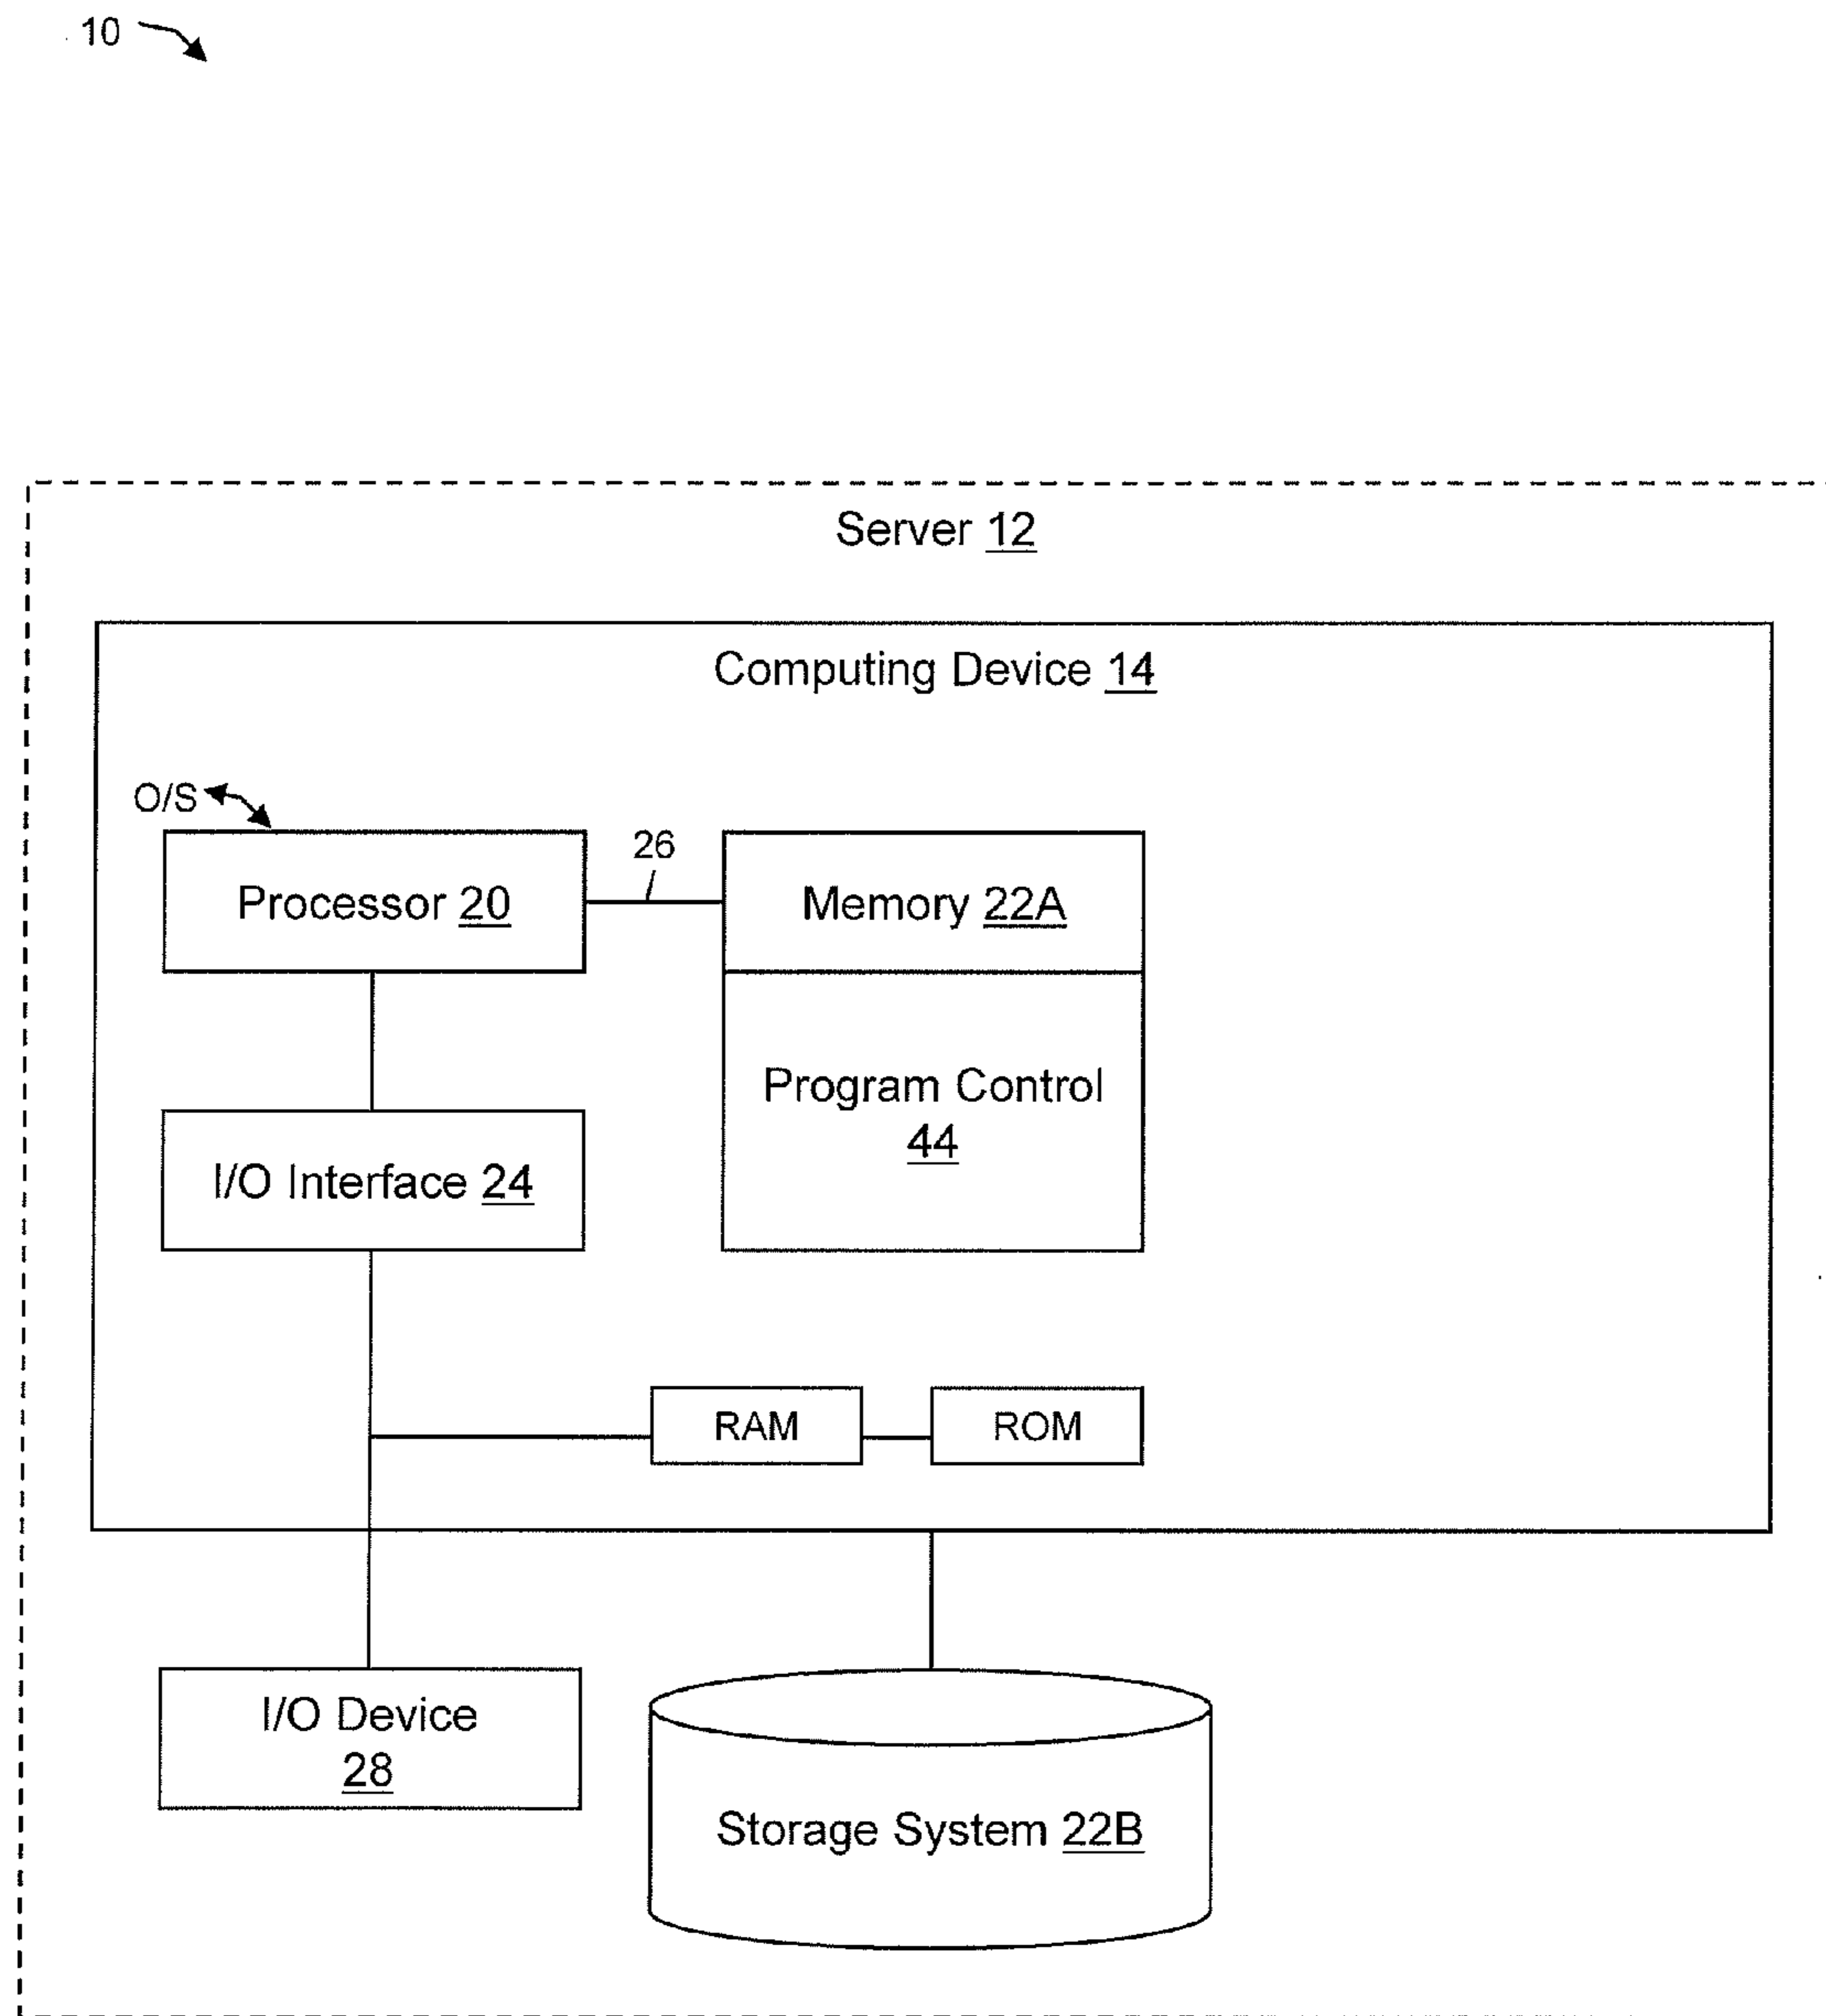 10
Server 12
Computing Device 14
O/S
26
Processor 20
Memory 22A
Program Control
44
I/O Interface 24
RAM
ROM
I/O Device
28
Storage System 22B